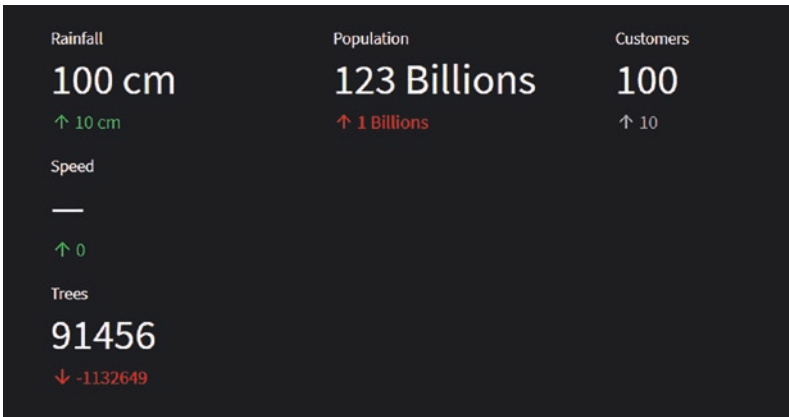 Rainfall
100 cm
↑ 10 cm
Population
123 Billions
↑ 1 Billions
Customers
100
↑ 10
Speed
—
↑ 0
Trees
91456
↓ -1132649